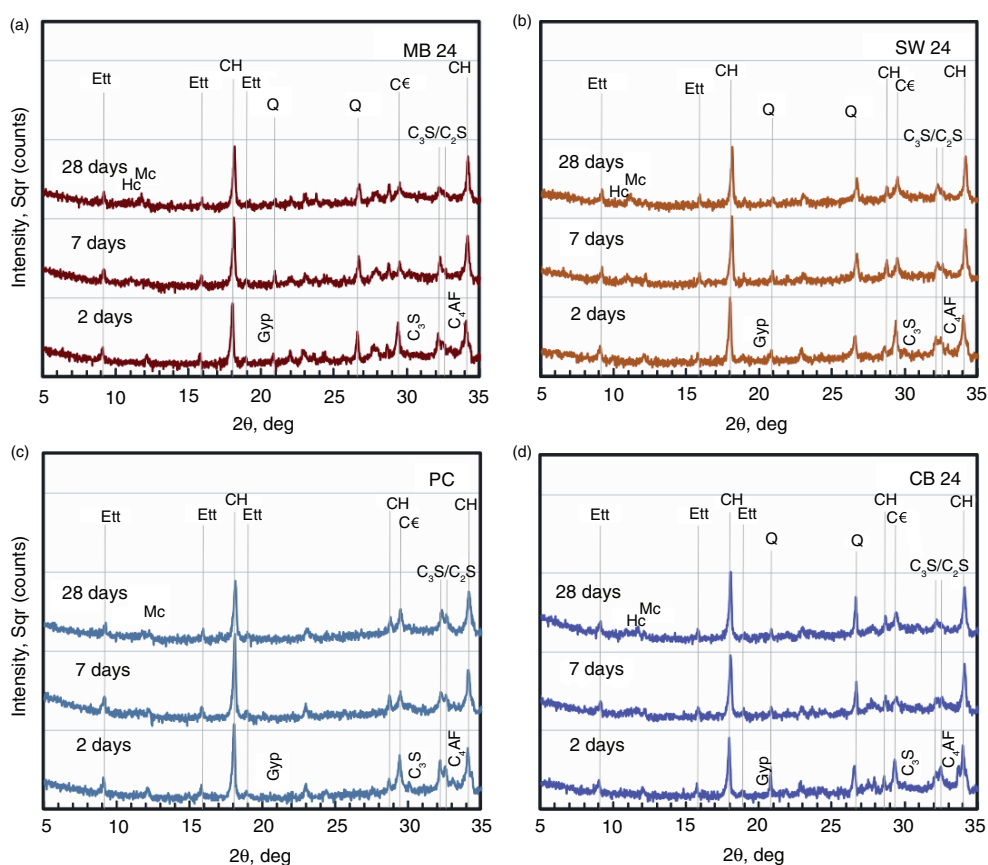 (a)
MB 24
Ett
Ett
CH
Ett
Q
Q
C€
CH
C₃S/C₂S
28 days
Hc
Mc
7 days
2 days
Gyp
C₃S
C₄AF
Intensity, Sqr (counts)
5 10 15 20 25 30 35
2θ, deg
(b)
SW 24
Ett
Ett
CH
Q
Q
CH
C€
CH
C₃S/C₂S
28 days
Hc
Mc
7 days
2 days
Gyp
C₃S
C₄AF
5 10 15 20 25 30 35
2θ, deg
(c)
PC
Ett
Ett
CH
Ett
CH
C€
CH
C₃S/C₂S
28 days
Mc
7 days
2 days
Gyp
C₃S
C₄AF
Intensity, Sqr (counts)
5 10 15 20 25 30 35
2θ, deg
(d)
CB 24
Ett
Ett
CH
Ett
Q
Q
CH
C€
CH
C₃S/C₂S
28 days
Hc
Mc
7 days
2 days
Gyp
C₃S
C₄AF
5 10 15 20 25 30 35
2θ, deg